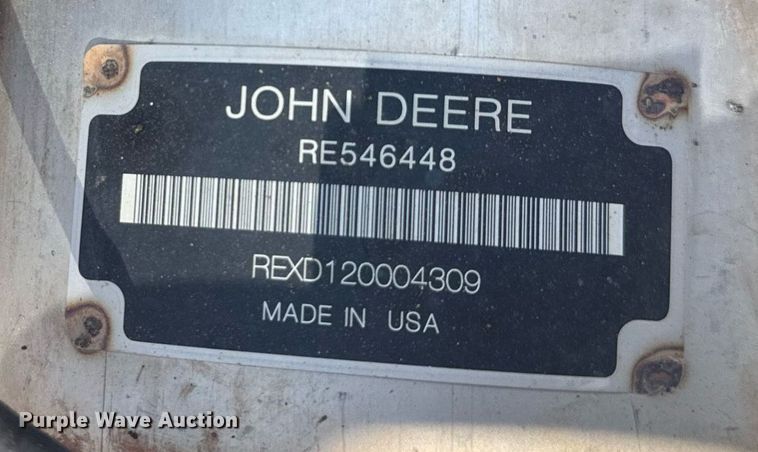 JOHN DEERE
RE546448
REXD120004309
MADE IN USA
Purple Wave Auction